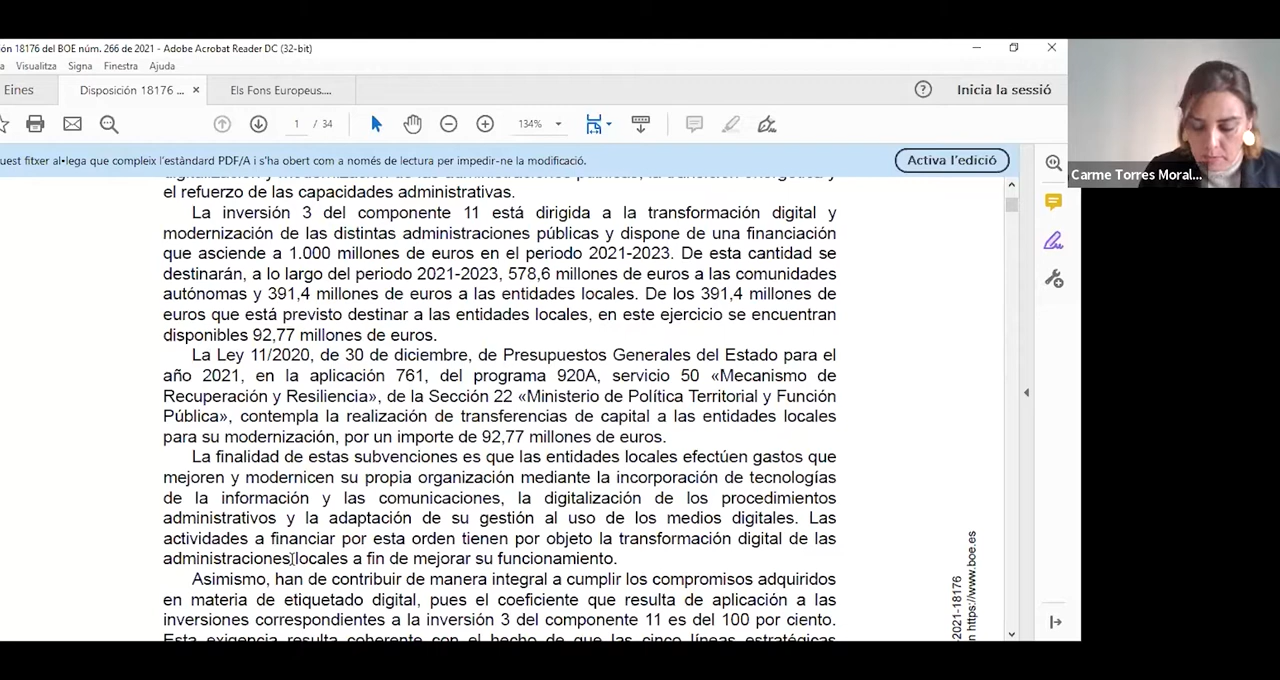 ón 18176 del BOE núm. 266 de 2021 - Adobe Acrobat Reader DC (32-bit)
a Visualitza Signa Finestra Ajuda
Eines Disposición 18176 ... × Els Fons Europeus.... Inicia la sessió
1 / 34 134%
uest fitxer al•lega que compleix l'estàndard PDF/A i s'ha obert com a només de lectura per impedir-ne la modificació. Activa l'edició
Carme Torres Moral...
el refuerzo de las capacidades administrativas.
La inversión 3 del componente 11 está dirigida a la transformación digital y
modernización de las distintas administraciones públicas y dispone de una financiación
que asciende a 1.000 millones de euros en el periodo 2021-2023. De esta cantidad se
destinarán, a lo largo del periodo 2021-2023, 578,6 millones de euros a las comunidades
autónomas y 391,4 millones de euros a las entidades locales. De los 391,4 millones de
euros que está previsto destinar a las entidades locales, en este ejercicio se encuentran
disponibles 92,77 millones de euros.
La Ley 11/2020, de 30 de diciembre, de Presupuestos Generales del Estado para el
año 2021, en la aplicación 761, del programa 920A, servicio 50 «Mecanismo de
Recuperación y Resiliencia», de la Sección 22 «Ministerio de Política Territorial y Función
Pública», contempla la realización de transferencias de capital a las entidades locales
para su modernización, por un importe de 92,77 millones de euros.
La finalidad de estas subvenciones es que las entidades locales efectúen gastos que
mejoren y modernicen su propia organización mediante la incorporación de tecnologías
de la información y las comunicaciones, la digitalización de los procedimientos
administrativos y la adaptación de su gestión al uso de los medios digitales. Las
actividades a financiar por esta orden tienen por objeto la transformación digital de las
administraciones locales a fin de mejorar su funcionamiento.
Asimismo, han de contribuir de manera integral a cumplir los compromisos adquiridos
en materia de etiquetado digital, pues el coeficiente que resulta de aplicación a las
inversiones correspondientes a la inversión 3 del componente 11 es del 100 por ciento.
Esta exigencia resulta coherente con el hecho de que las cinco líneas estratégicas
2021-18176
n https://www.boe.es